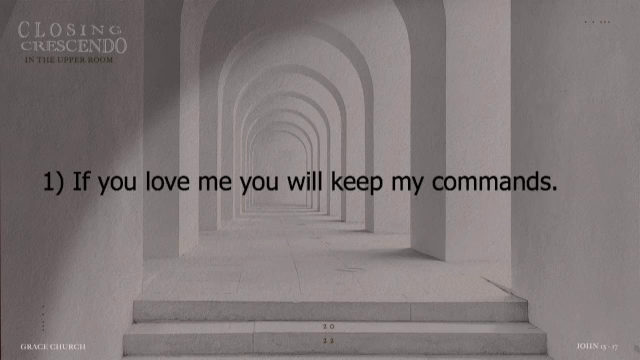 CLOSING
CRESCENDO
IN THE UPPER ROOM
1) If you love me you will keep my commands.
20
22
GRACE CHURCH
JOHN 13-17